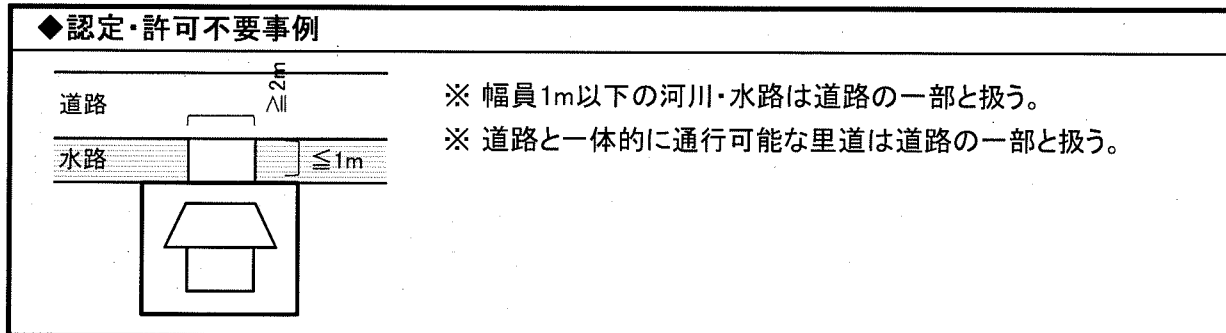 ◆認定・許可不要事例
道路
≧2m
水路
≦1m
※ 幅員1m以下の河川・水路は道路の一部と扱う。
※ 道路と一体的に通行可能な里道は道路の一部と扱う。